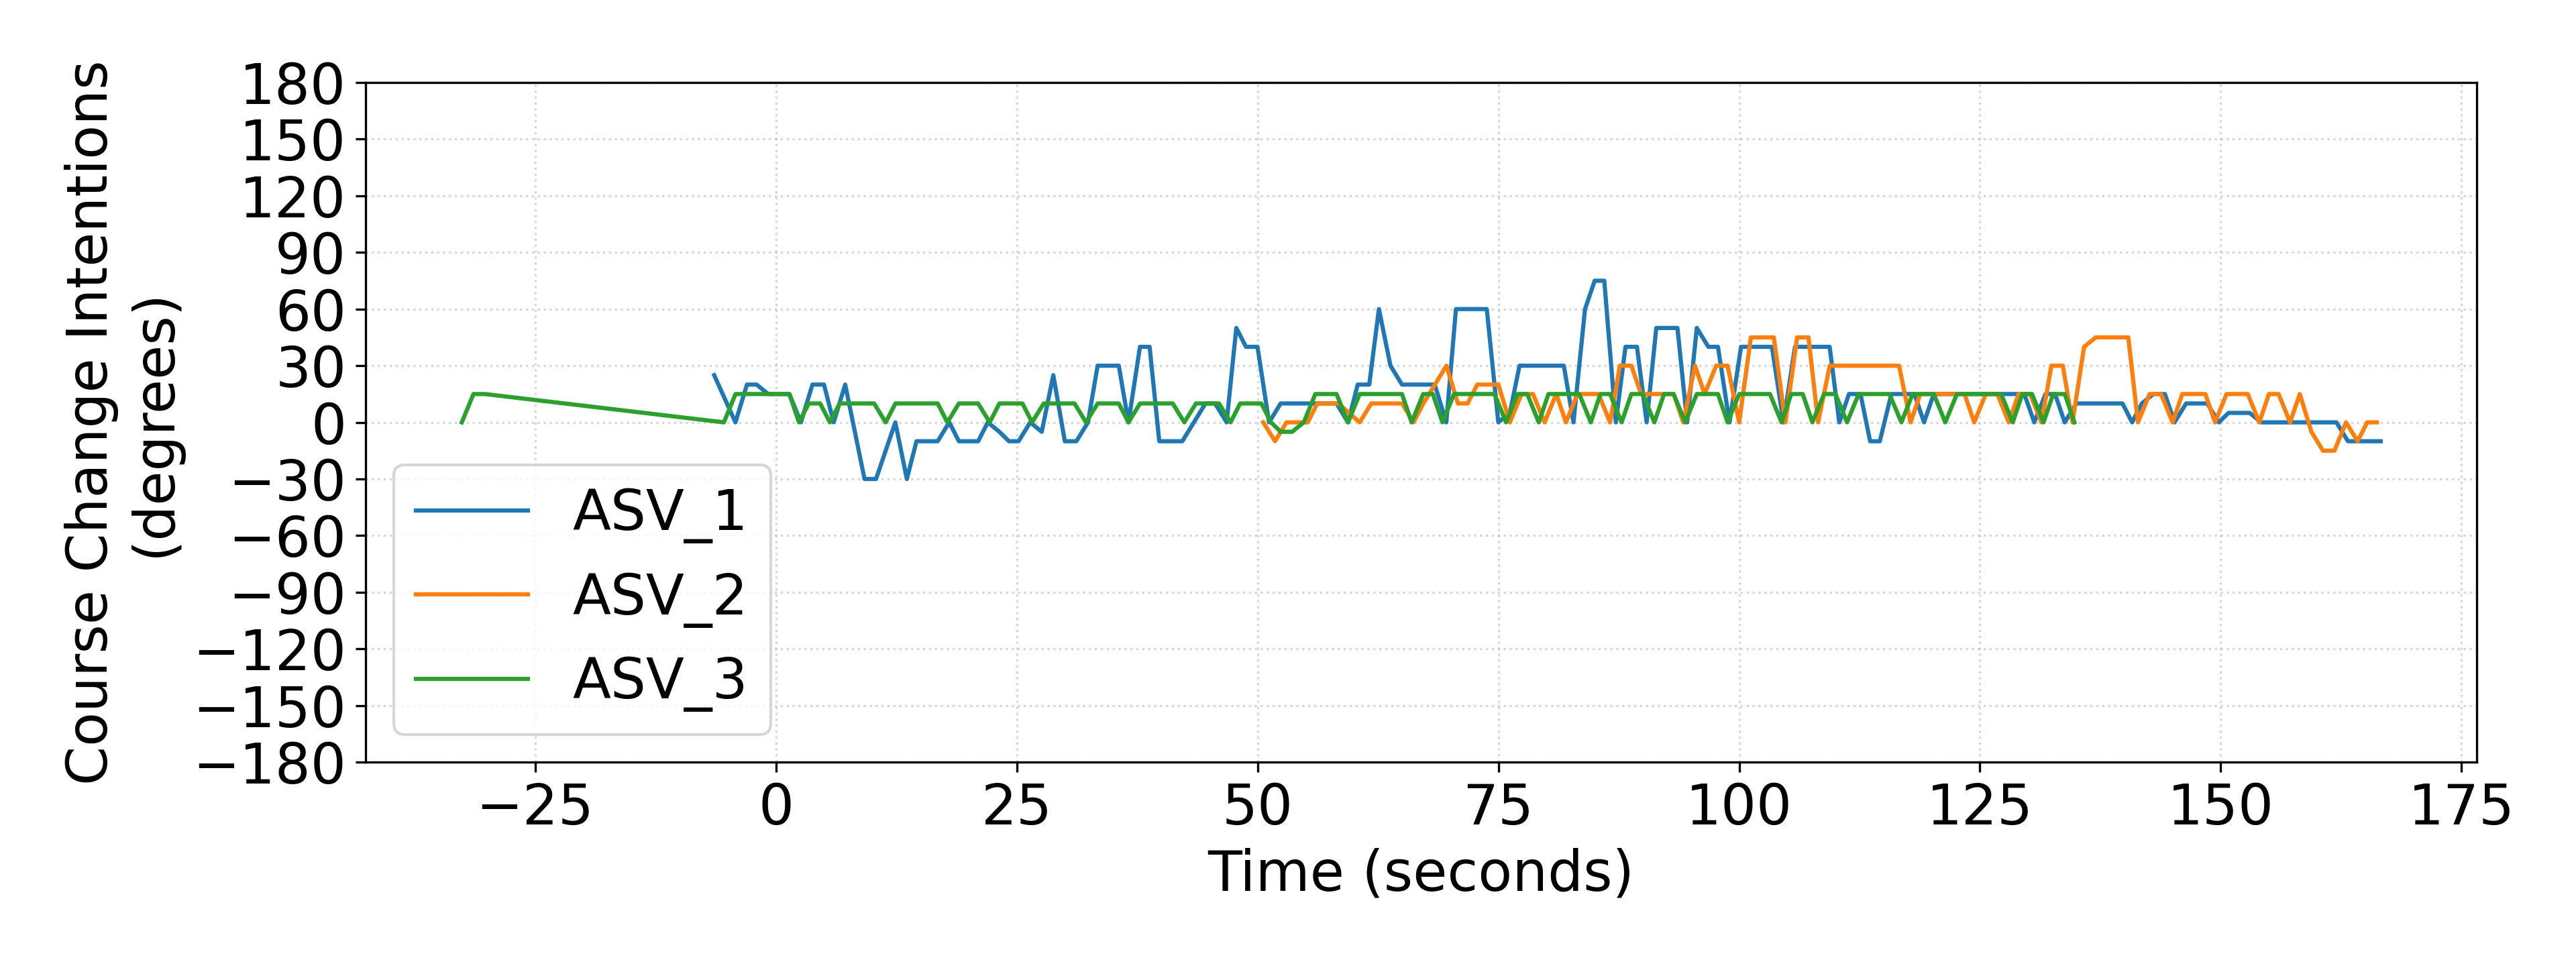 Course Change Intentions
(degrees)
180
150
120
90
60
30
0
−30
−60
−90
−120
−150
−180
ASV_1
ASV_2
ASV_3
−25 0 25 50 75 100 125 150 175
Time (seconds)